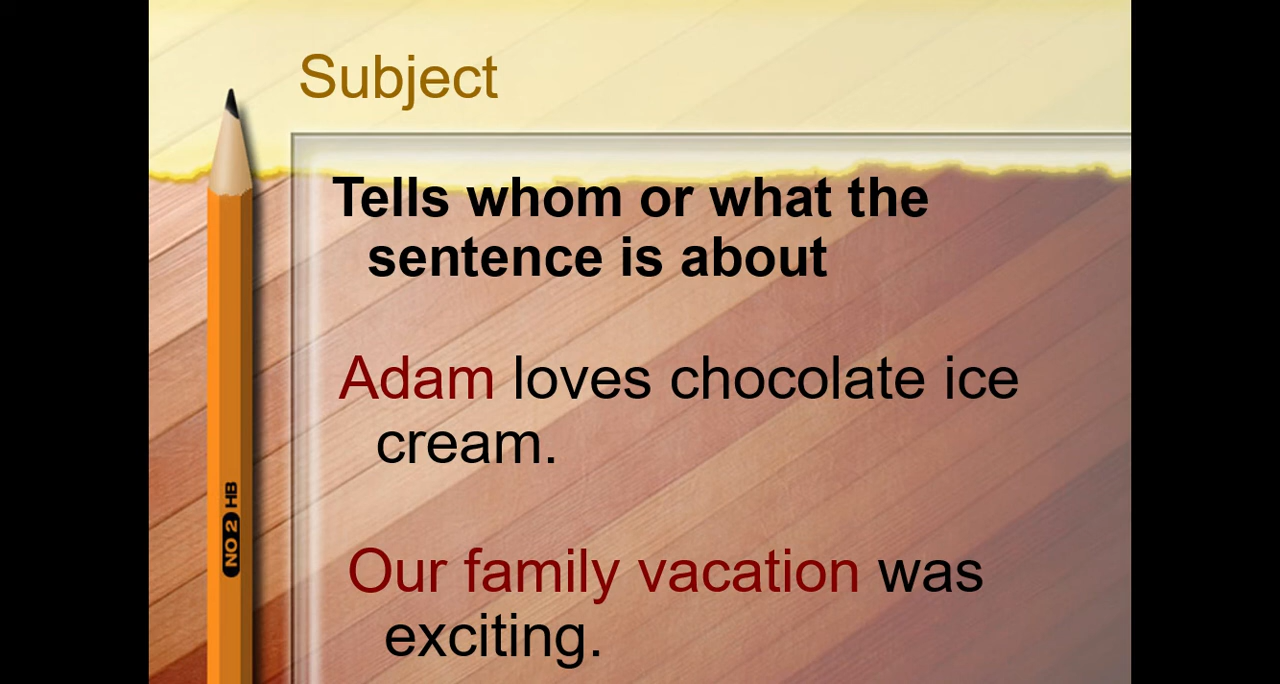 Subject
Tells whom or what the
sentence is about
Adam loves chocolate ice
cream.
Our family vacation was
exciting.
NO 2 HB